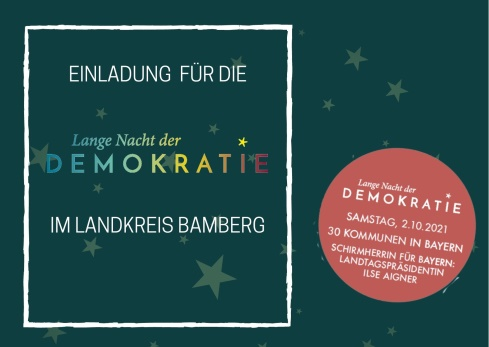 EINLADUNG FÜR DIE
Lange Nacht der
DEMOKRATIE
IM LANDKREIS BAMBERG
Lange Nacht der
DEMOKRATIE
SAMSTAG, 2.10.2021
30 KOMMUNEN IN BAYERN
SCHIRMHERRIN FÜR BAYERN:
LANDTAGSPRÄSIDENTIN
ILSE AIGNER